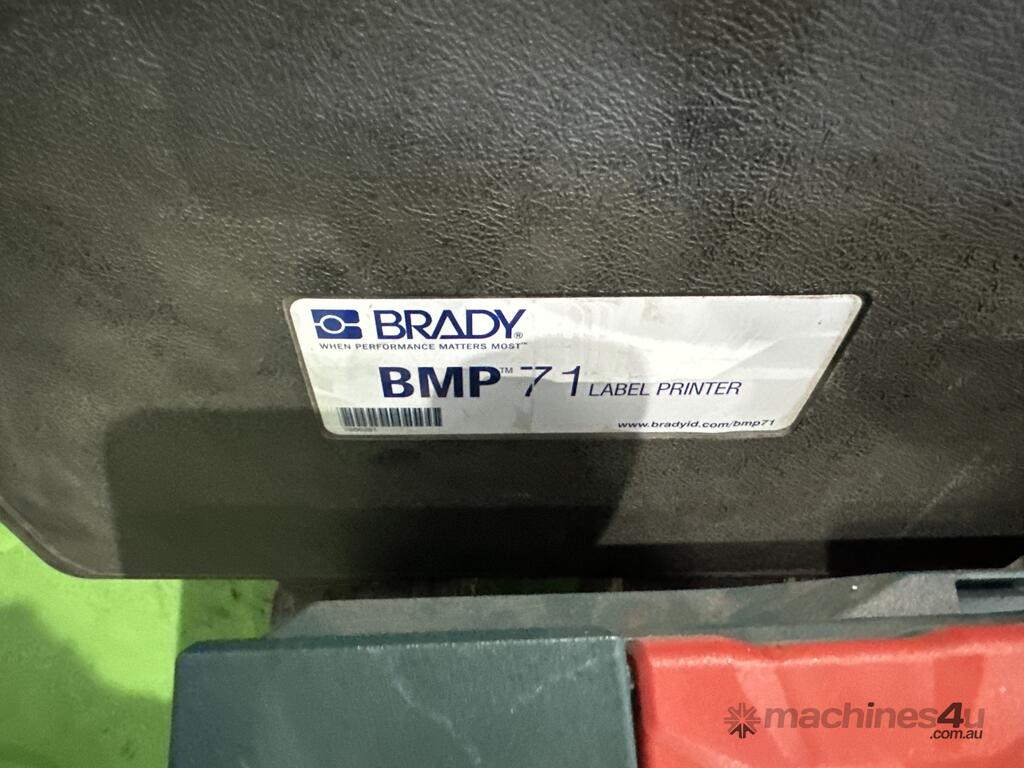 BRADY®
WHEN PERFORMANCE MATTERS MOST™
BMP™ 71 LABEL PRINTER
www.bradyid.com/bmp71
machines4u
.com.au